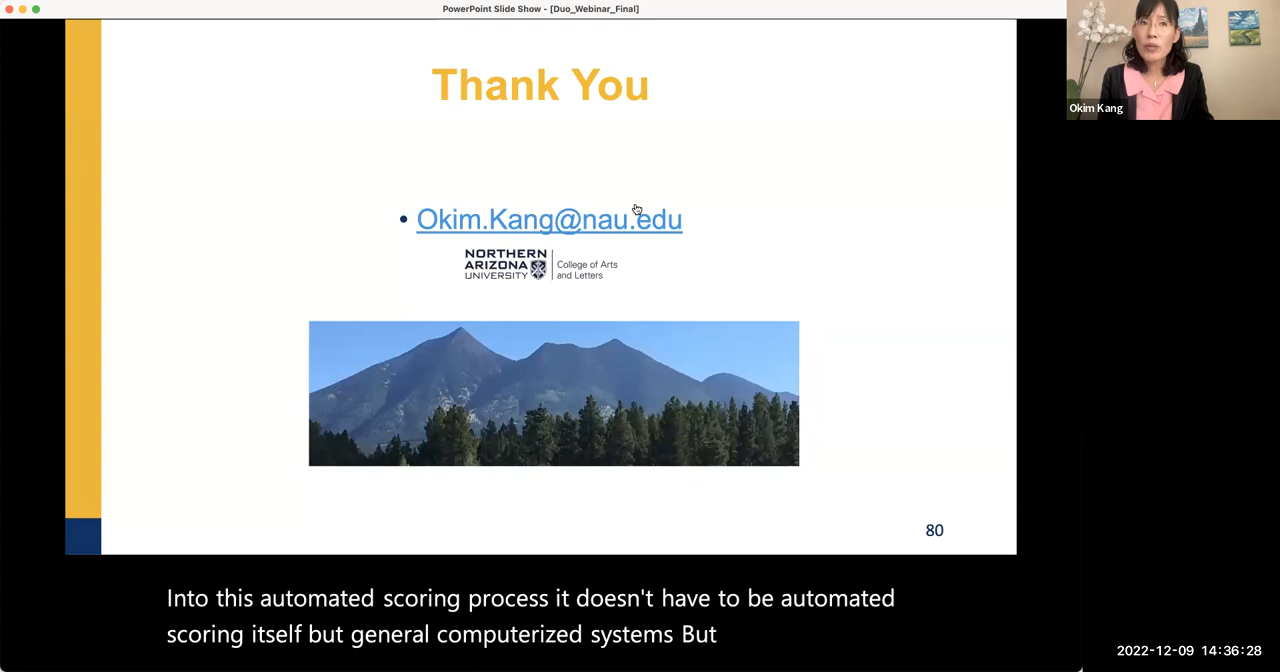 PowerPoint Slide Show - [Duo_Webinar_Final]
Thank You
• Okim.Kang@nau.edu
NORTHERN
ARIZONA
UNIVERSITY
College of Arts
and Letters
80
Okim Kang
Into this automated scoring process it doesn't have to be automated
scoring itself but general computerized systems But
2022-12-09 14:36:28